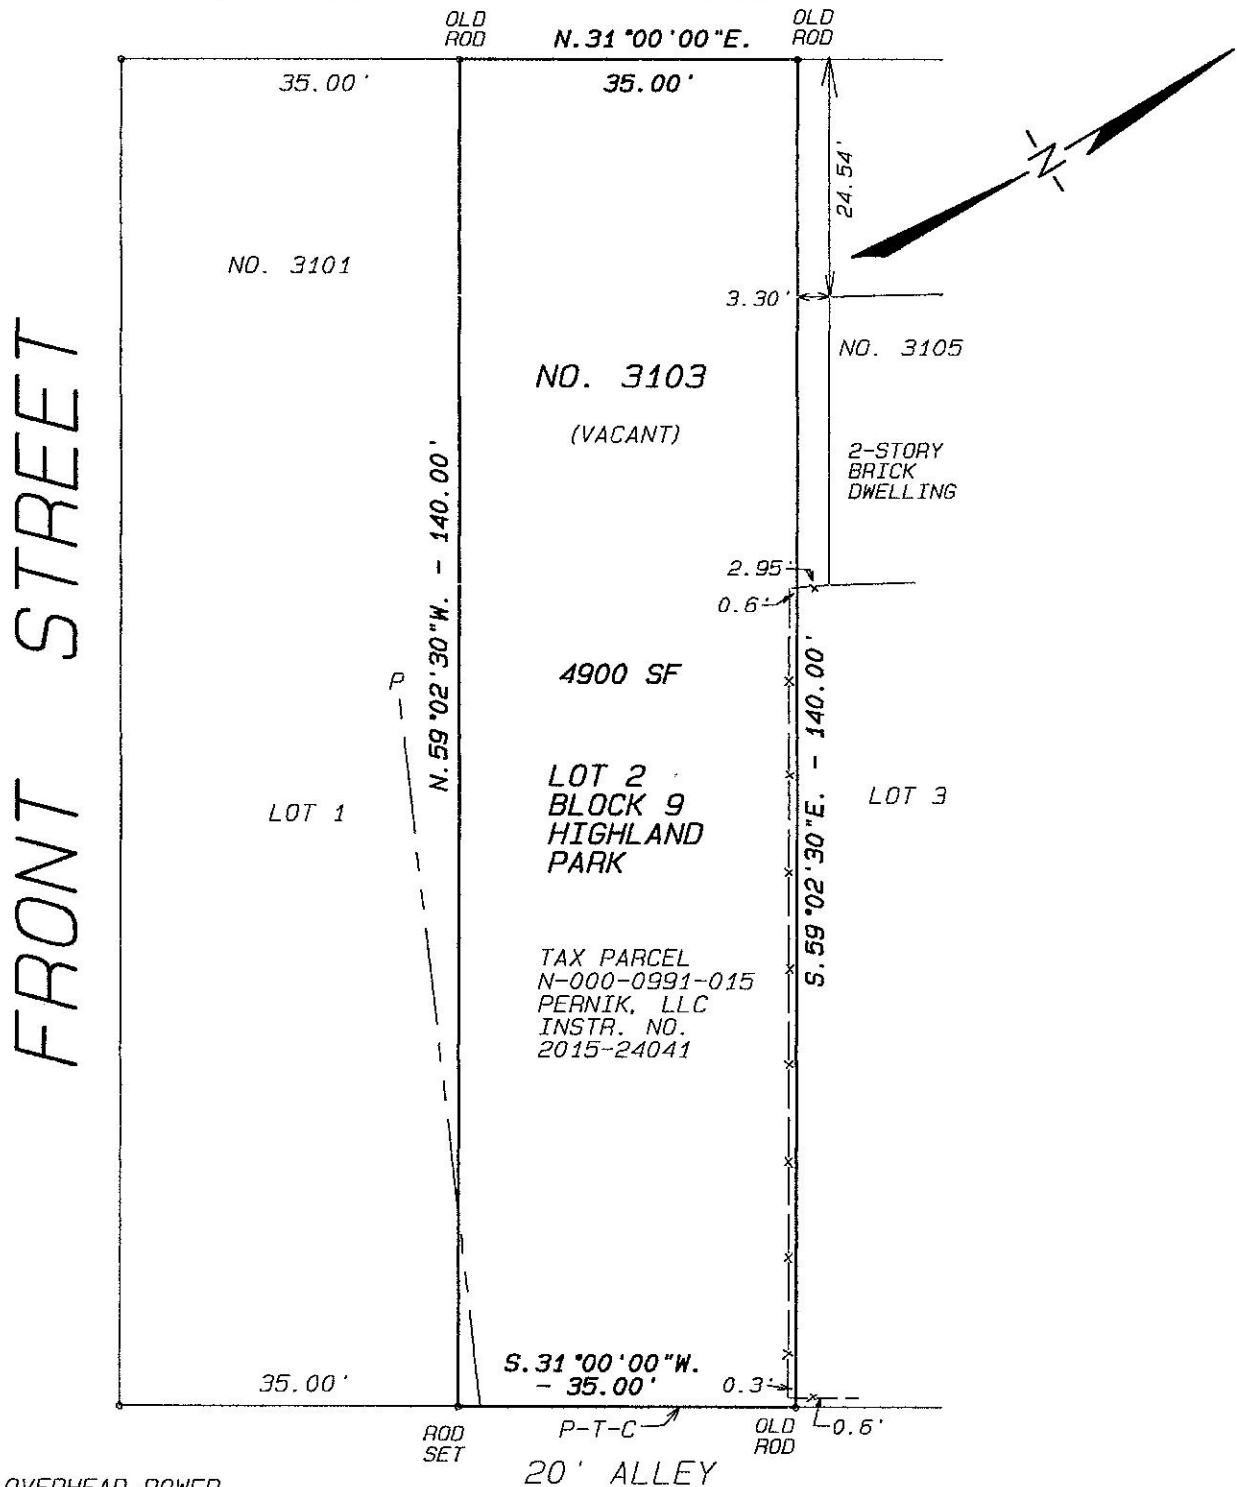 OLD
ROD
N.31°00'00"E.
OLD
ROD
35.00'
35.00'
24.54'
N
NO. 3101
3.30'
NO. 3105
NO. 3103
(VACANT)
2-STORY
BRICK
DWELLING
FRONT STREET
N.59°02'30"W. - 140.00'
2.95'
0.6'
P
4900 SF
S.59°02'30"E. - 140.00'
LOT 1
LOT 2
BLOCK 9
HIGHLAND
PARK
LOT 3
TAX PARCEL
N-000-0991-015
PERNIK, LLC
INSTR. NO.
2015-24041
35.00'
S.31°00'00"W.
- 35.00'
0.3'
0.6'
ROD
SET
P-T-C
OLD
ROD
20' ALLEY
OVERHEAD POWER